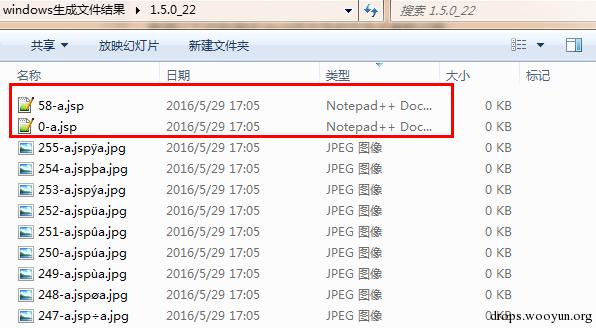 windows生成文件结果 ▸ 1.5.0_22
搜索 1.5.0_22
共享 放映幻灯片 新建文件夹
名称 日期 类型 大小 标记
58-a.jsp 2016/5/29 17:05 Notepad++ Doc... 0 KB
0-a.jsp 2016/5/29 17:05 Notepad++ Doc... 0 KB
255-a.jspÿa.jpg 2016/5/29 17:05 JPEG 图像 0 KB
254-a.jspþa.jpg 2016/5/29 17:05 JPEG 图像 0 KB
253-a.jspýa.jpg 2016/5/29 17:05 JPEG 图像 0 KB
252-a.jspüa.jpg 2016/5/29 17:05 JPEG 图像 0 KB
251-a.jspûa.jpg 2016/5/29 17:05 JPEG 图像 0 KB
250-a.jspúa.jpg 2016/5/29 17:05 JPEG 图像 0 KB
249-a.jspùa.jpg 2016/5/29 17:05 JPEG 图像 0 KB
248-a.jspøa.jpg 2016/5/29 17:05 JPEG 图像 0 KB
247-a.jsp÷a.jpg 2016/5/29 17:05 JPEG 图像 0 KB
drops.wooyun.org